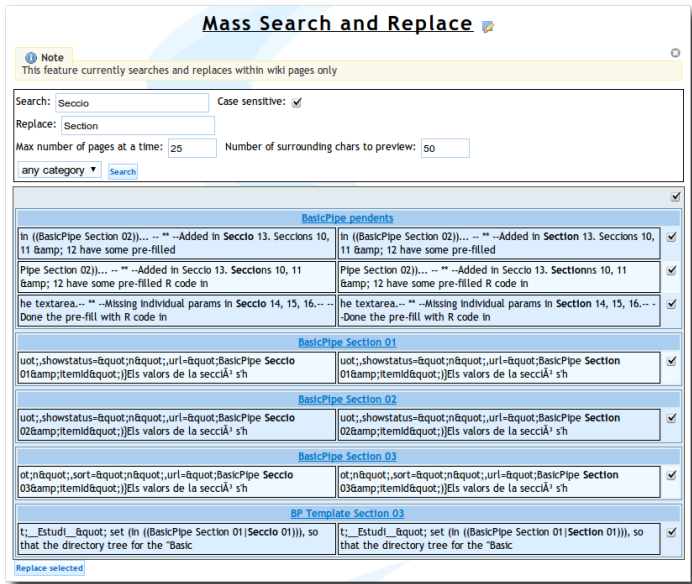 Mass Search and Replace
Note
This feature currently searches and replaces within wiki pages only
Search: Seccio Case sensitive:
Replace: Section
Max number of pages at a time: 25 Number of surrounding chars to preview: 50
any category Search
BasicPipe pendents
in ((BasicPipe Section 02))... -- ** --Added in Seccio 13. Seccions 10,
11 &amp; 12 have some pre-filled
in ((BasicPipe Section 02))... -- ** --Added in Section 13. Seccions 10,
11 &amp; 12 have some pre-filled
Pipe Section 02))... -- ** --Added in Seccio 13. Seccions 10, 11
&amp; 12 have some pre-filled R code in
Pipe Section 02))... -- ** --Added in Seccio 13. Sectionns 10, 11
&amp; 12 have some pre-filled R code in
he textarea.-- ** --Missing individual params in Seccio 14, 15, 16.-- --
Done the pre-fill with R code in
he textarea.-- ** --Missing individual params in Section 14, 15, 16.-- -
-Done the pre-fill with R code in
BasicPipe Section 01
uot;,showstatus=&quot;n&quot;,url=&quot;BasicPipe Seccio
01&amp;itemId&quot;)}Els valors de la secciÃ³ s'h
uot;,showstatus=&quot;n&quot;,url=&quot;BasicPipe Section
01&amp;itemId&quot;)}Els valors de la secciÃ³ s'h
BasicPipe Section 02
uot;,showstatus=&quot;n&quot;,url=&quot;BasicPipe Seccio
02&amp;itemId&quot;)}Els valors de la secciÃ³ s'h
uot;,showstatus=&quot;n&quot;,url=&quot;BasicPipe Section
02&amp;itemId&quot;)}Els valors de la secciÃ³ s'h
BasicPipe Section 03
ot;n&quot;,sort=&quot;n&quot;,url=&quot;BasicPipe Seccio
03&amp;itemId&quot;)}Els valors de la secciÃ³ s'h
ot;n&quot;,sort=&quot;n&quot;,url=&quot;BasicPipe Section
03&amp;itemId&quot;)}Els valors de la secciÃ³ s'h
BP Template Section 03
t;__Estudi__&quot; set (in ((BasicPipe Section 01|Seccio 01))), so
that the directory tree for the "Basic
t;__Estudi__&quot; set (in ((BasicPipe Section 01|Section 01))), so
that the directory tree for the "Basic
Replace selected